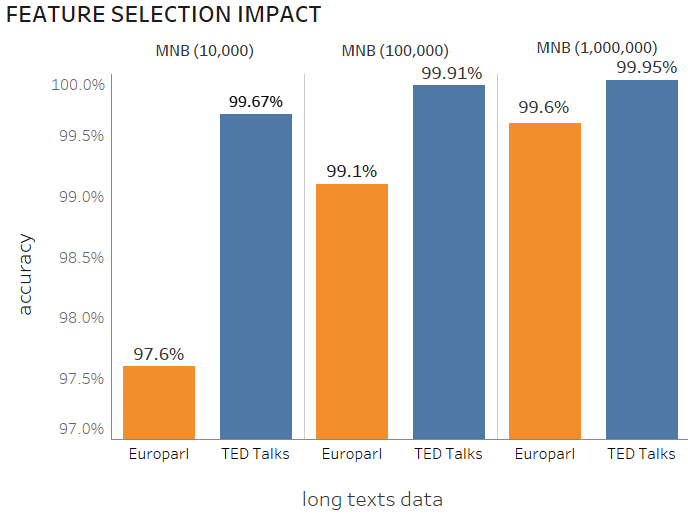 FEATURE SELECTION IMPACT
MNB (10,000)
MNB (100,000)
MNB (1,000,000)
99.67%
99.91%
99.95%
97.6%
99.1%
99.6%
100.0%
99.5%
99.0%
98.5%
98.0%
97.5%
97.0%
accuracy
Europarl
TED Talks
Europarl
TED Talks
Europarl
TED Talks
long texts data